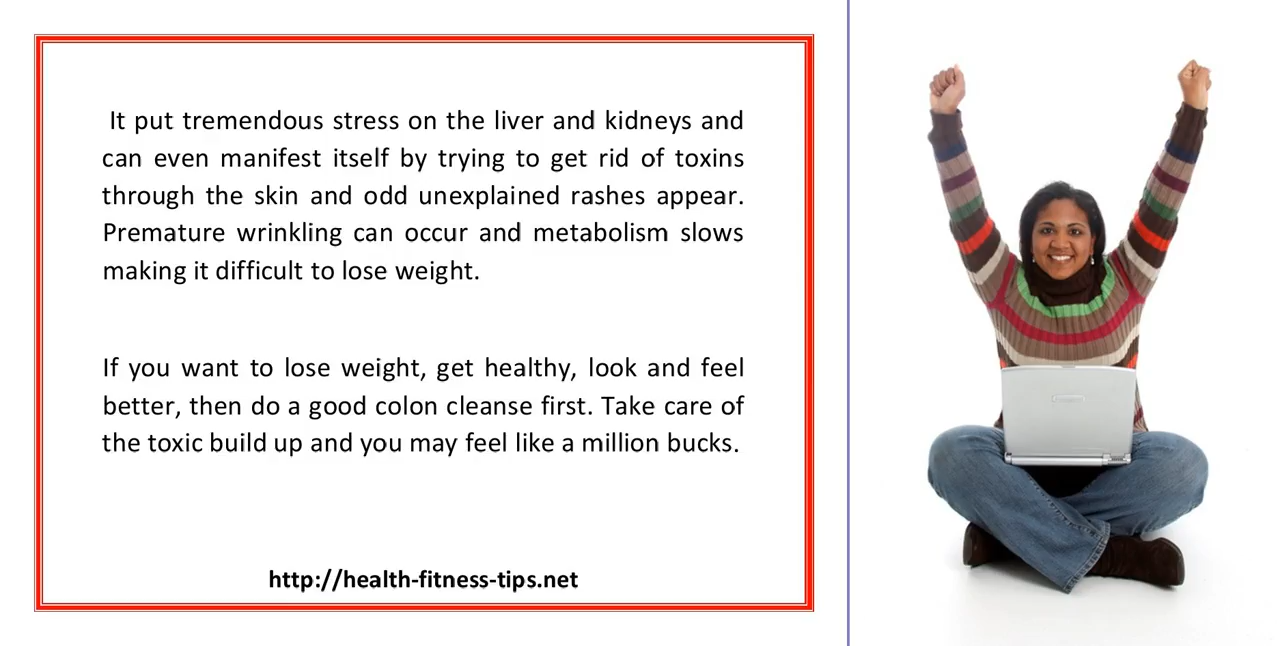 It put tremendous stress on the liver and kidneys and
can even manifest itself by trying to get rid of toxins
through the skin and odd unexplained rashes appear.
Premature wrinkling can occur and metabolism slows
making it difficult to lose weight.
If you want to lose weight, get healthy, look and feel
better, then do a good colon cleanse first. Take care of
the toxic build up and you may feel like a million bucks.
http://health-fitness-tips.net